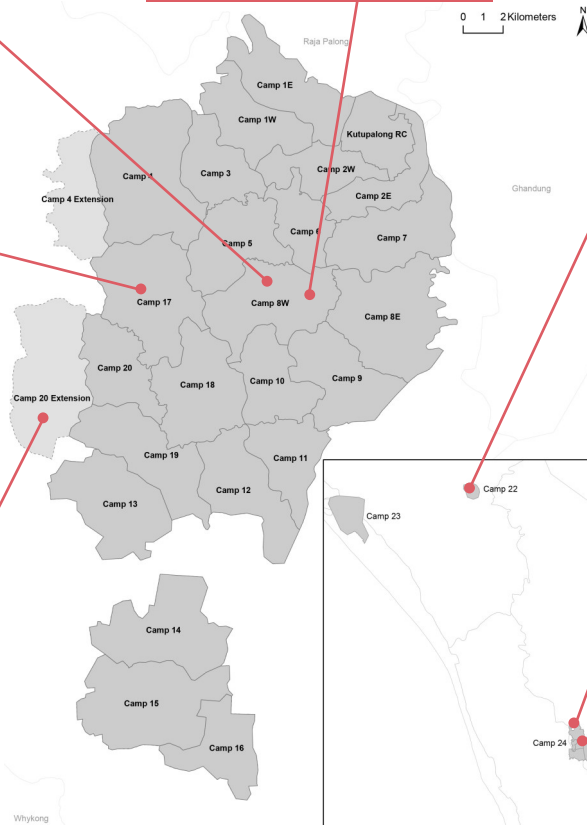 0 1 2 Kilometers
N
Raja Palong
Camp 1E
Camp 1W
Kutupalong RC
Camp 4
Camp 3
Camp 2W
Camp 4 Extension
Camp 2E
Ghandung
Camp 5
Camp 6
Camp 7
Camp 17
Camp 8W
Camp 8E
Camp 20
Camp 18
Camp 10
Camp 9
Camp 20 Extension
Camp 19
Camp 11
Camp 13
Camp 12
Camp 22
Camp 23
Camp 14
Camp 15
Camp 16
Camp 24
Whykong